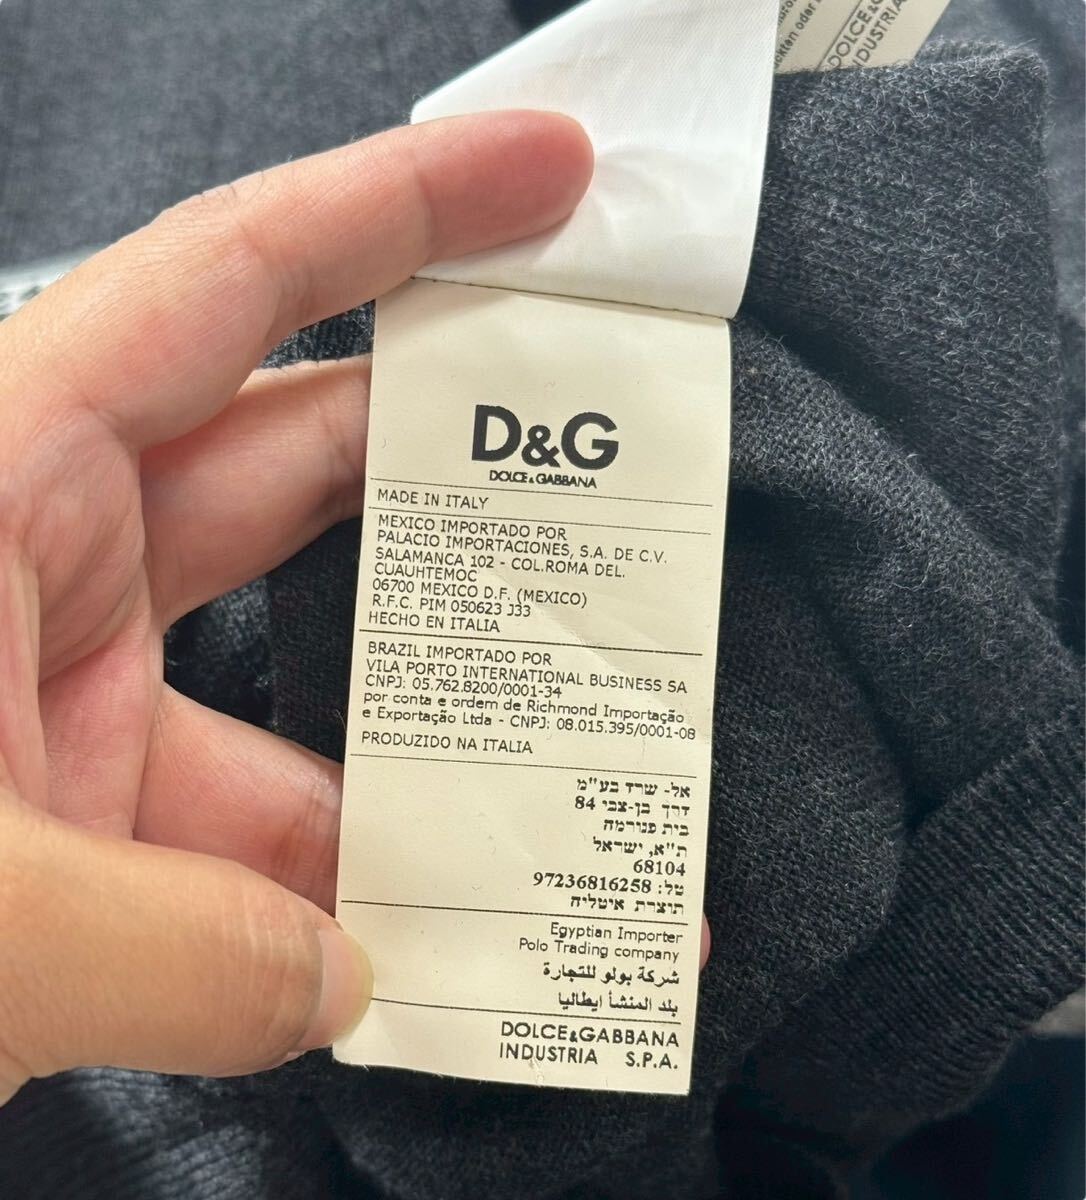 ckten oder
DOLCE&G
NDUSTRIA
D&G
DOLCE & GABBANA
MADE IN ITALY
MEXICO IMPORTADO POR
PALACIO IMPORTACIONES, S.A. DE C.V.
SALAMANCA 102 - COL.ROMA DEL.
CUAUHTEMOC
06700 MEXICO D.F. (MEXICO)
R.F.C. PIM 050623 J33
HECHO EN ITALIA
BRAZIL IMPORTADO POR
VILA PORTO INTERNATIONAL BUSINESS SA
CNPJ: 05.762.8200/0001-34
por conta e ordem de Richmond Importação
e Exportação Ltda - CNPJ: 08.015.395/0001-08
PRODUZIDO NA ITALIA
אל- שרד בע"מ
דרך בן-צבי 84
בית פנורמה
ת"א, ישראל
68104
טל: 97236816258
תוצרת איטליה
Egyptian Importer
Polo Trading company
شركة بولو للتجارة
بلد المنشأ ايطاليا
DOLCE&GABBANA
INDUSTRIA S.P.A.